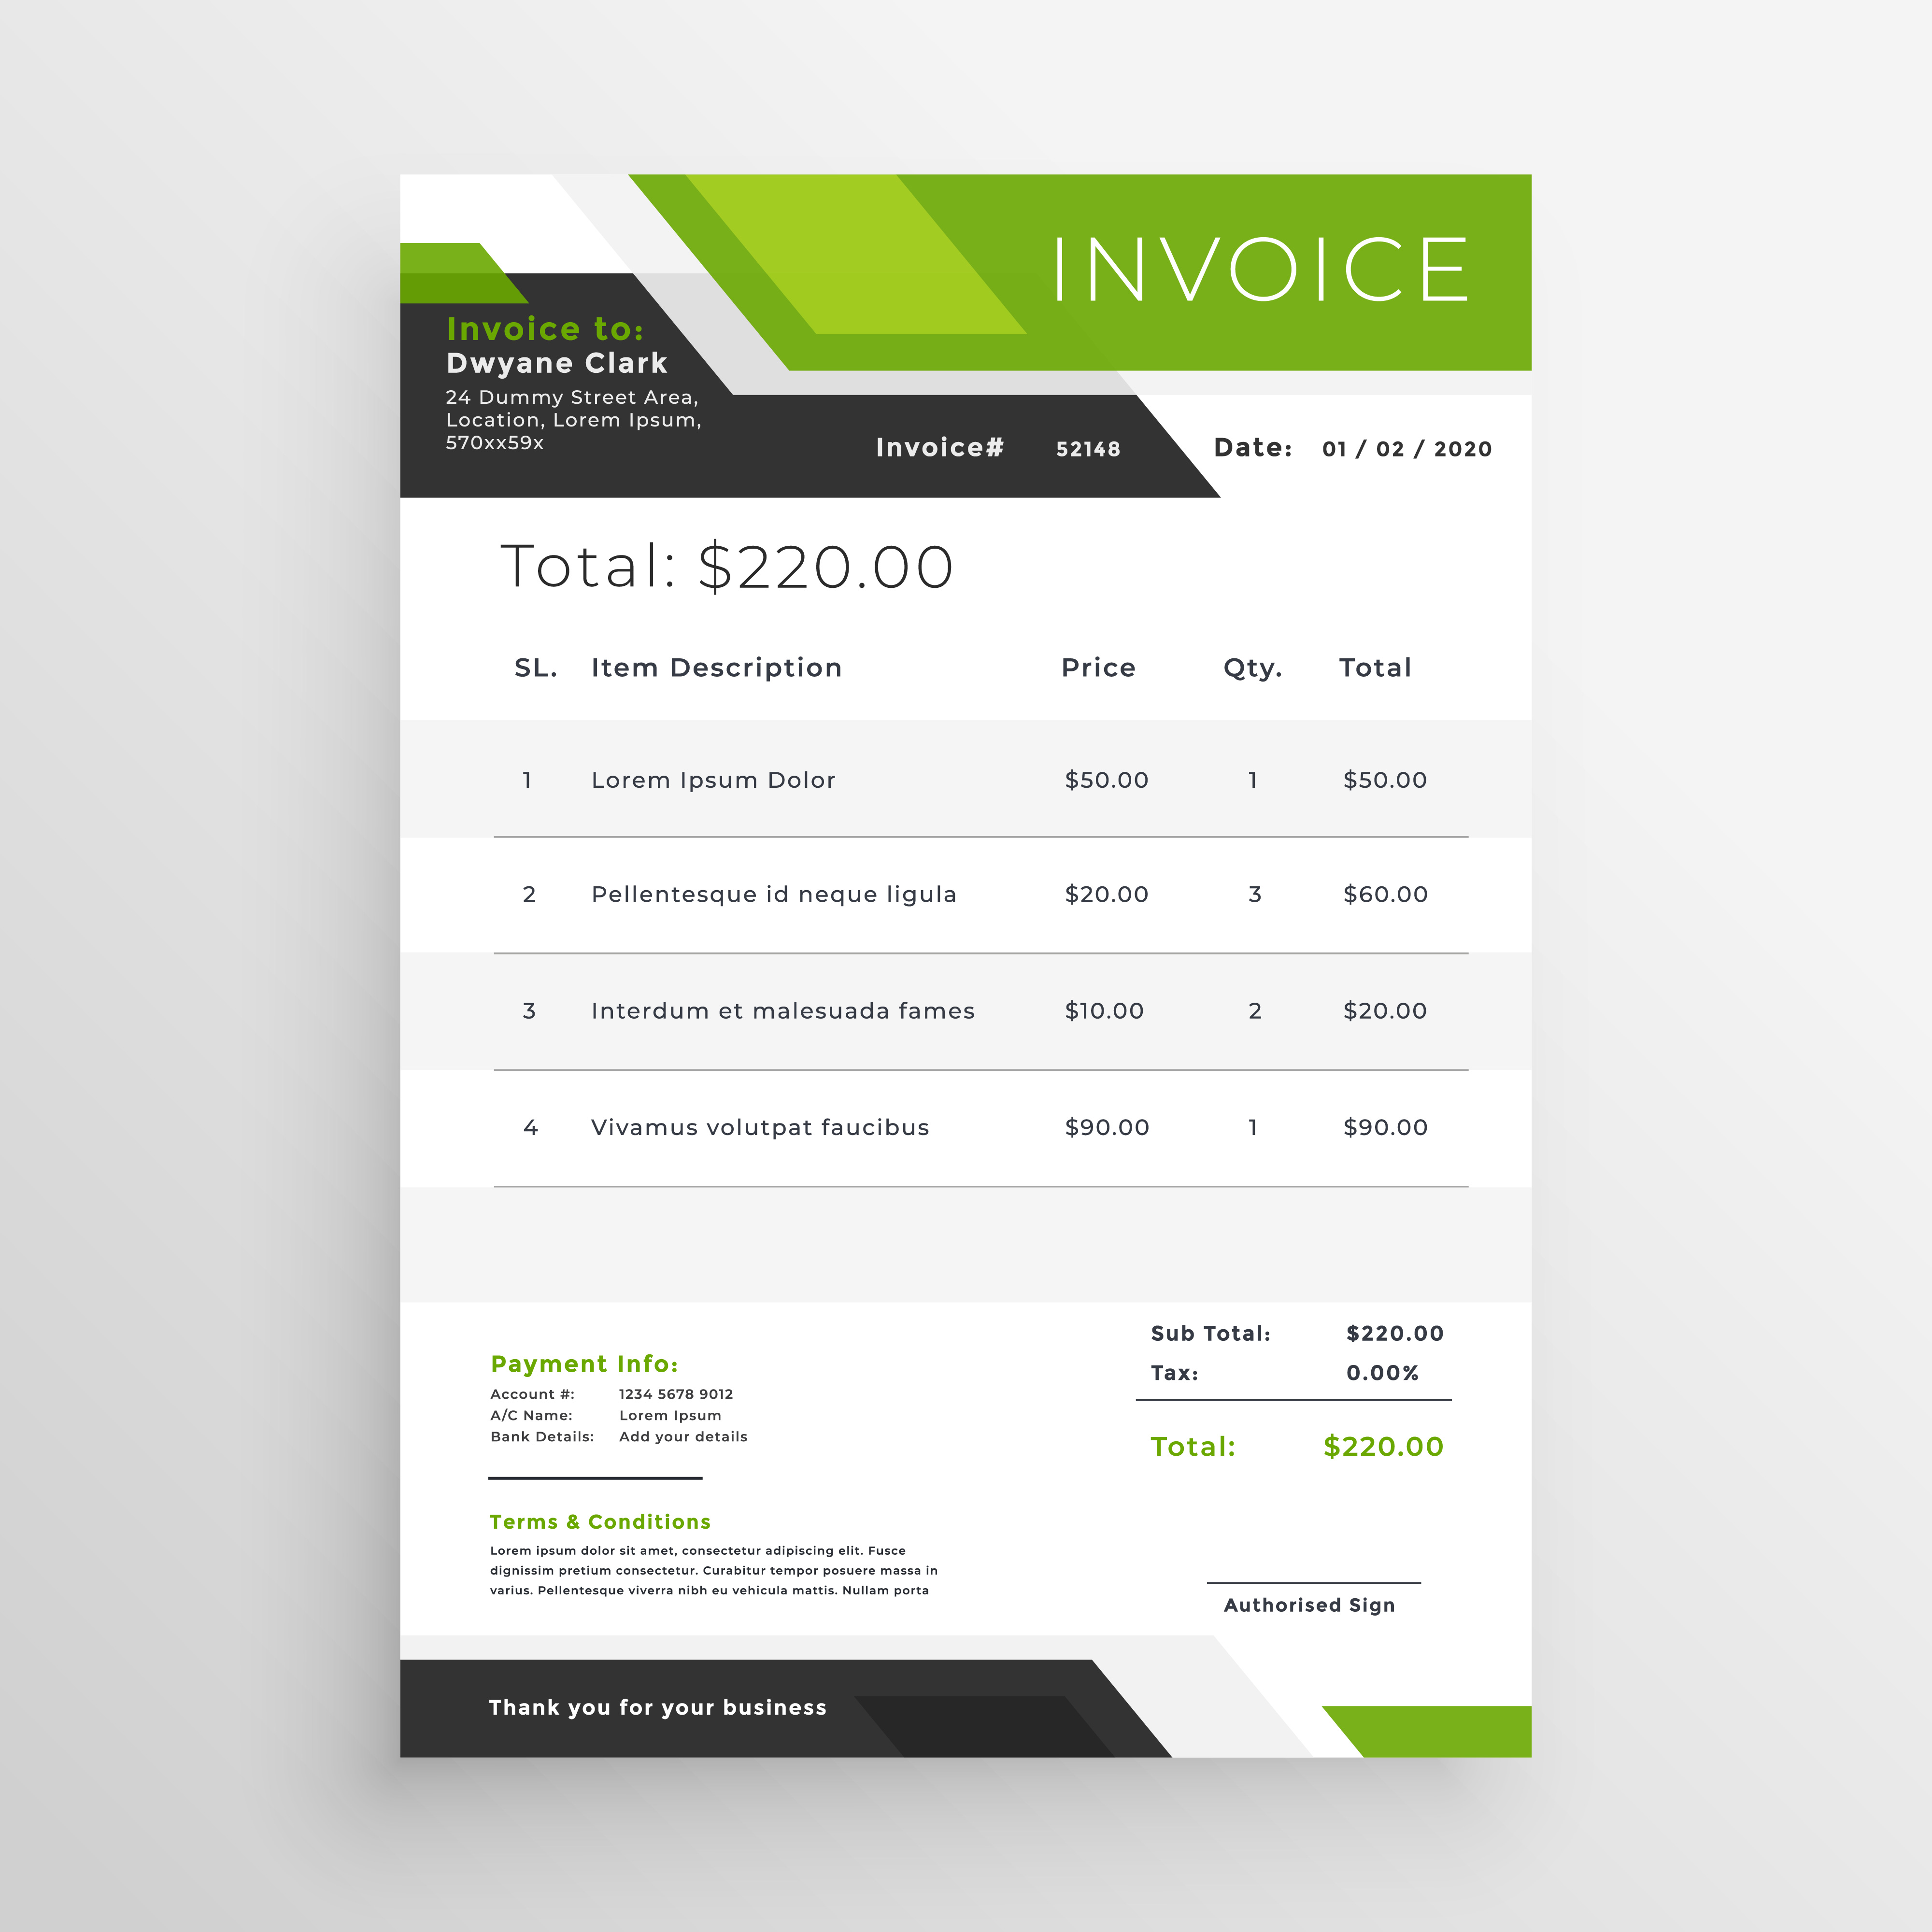 INVOICE
Invoice to:
Dwyane Clark
24 Dummy Street Area,
Location, Lorem Ipsum,
570xx59x
Invoice# 52148 Date: 01 / 02 / 2020
Total: $220.00
SL. Item Description Price Qty. Total
1 Lorem Ipsum Dolor $50.00 1 $50.00
2 Pellentesque id neque ligula $20.00 3 $60.00
3 Interdum et malesuada fames $10.00 2 $20.00
4 Vivamus volutpat faucibus $90.00 1 $90.00
Sub Total: $220.00
Tax: 0.00%
Total: $220.00
Payment Info:
Account #: 1234 5678 9012
A/C Name: Lorem Ipsum
Bank Details: Add your details
Terms & Conditions
Lorem ipsum dolor sit amet, consectetur adipiscing elit. Fusce
dignissim pretium consectetur. Curabitur tempor posuere massa in
varius. Pellentesque viverra nibh eu vehicula mattis. Nullam porta
Authorised Sign
Thank you for your business